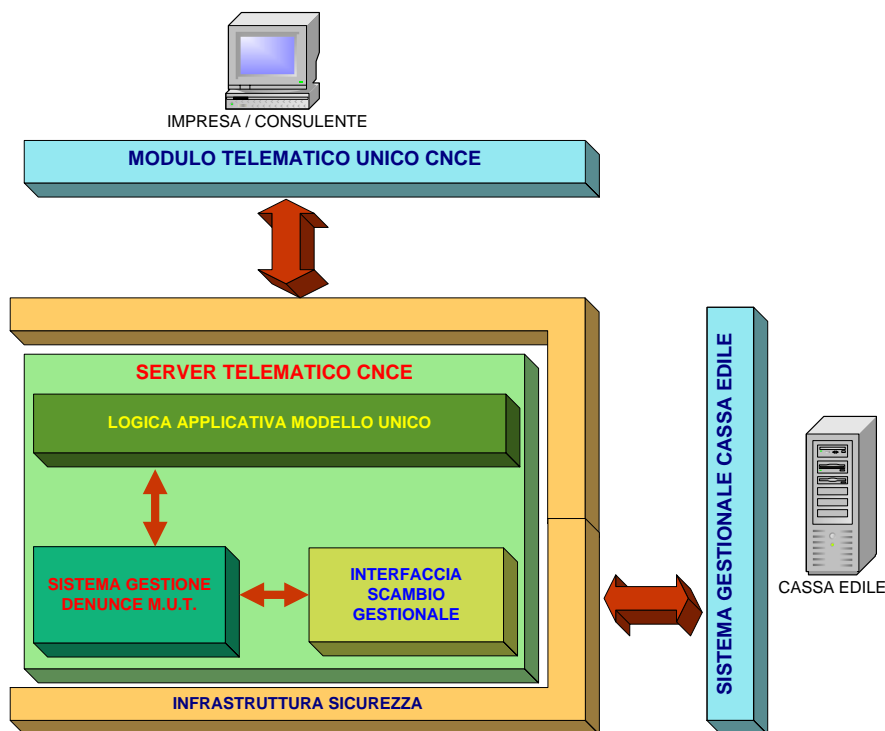 IMPRESA / CONSULENTE
MODULO TELEMATICO UNICO CNCE
SERVER TELEMATICO CNCE
LOGICA APPLICATIVA MODELLO UNICO
SISTEMA GESTIONE
DENUNCE M.U.T.
INTERFACCIA
SCAMBIO
GESTIONALE
INFRASTRUTTURA SICUREZZA
SISTEMA GESTIONALE CASSA EDILE
CASSA EDILE